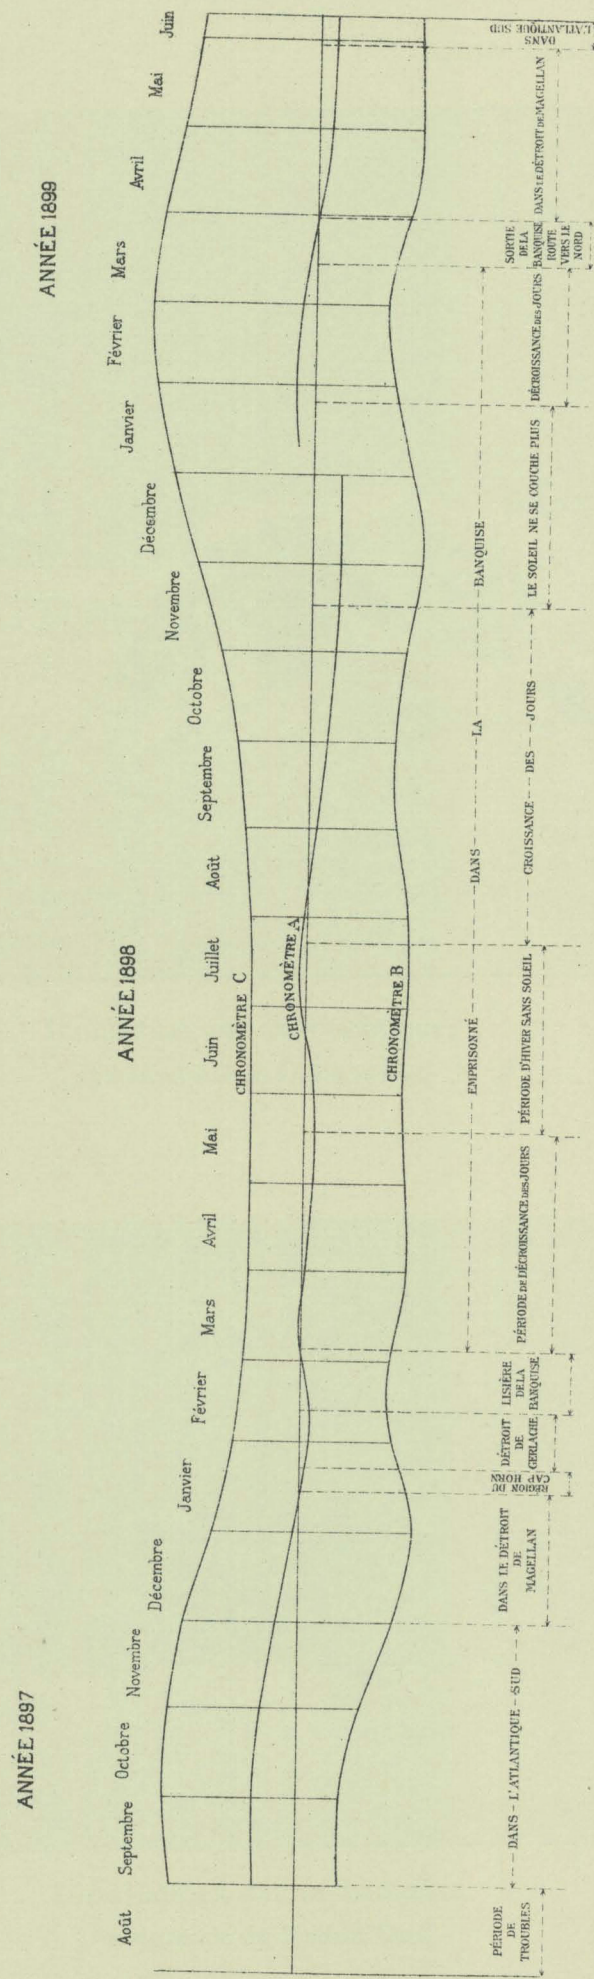 ANNÉE 1897
ANNÉE 1898
ANNÉE 1899
Août
Septembre
Octobre
Novembre
Décembre
Janvier
Février
Mars
Avril
Mai
Juin
Juillet
Août
Septembre
Octobre
Novembre
Décembre
Janvier
Février
Mars
Avril
Mai
Juin
CHRONOMÈTRE C
CHRONOMÈTRE A
CHRONOMÈTRE B
EMPRISONNÉ DANS LA BANQUISE
PÉRIODE
DE
TROUBLES
DANS L'ATLANTIQUE SUD
DANS LE DÉTROIT
DE
MAGELLAN
RÉGION DU
CAP HORN
DÉTROIT
DE
GERLACHE
LISIÈRE
DE LA
BANQUISE
PÉRIODE DE DÉCROISSANCE DES JOURS
PÉRIODE D'HIVER SANS SOLEIL
CROISSANCE DES JOURS
LE SOLEIL NE SE COUCHE PLUS
DÉCROISSANCE DES JOURS
SORTIE
DE LA
BANQUISE
ROUTE
VERS LE
NORD
DANS LE DÉTROIT DE MAGELLAN
DANS
L'ATLANTIQUE SUD